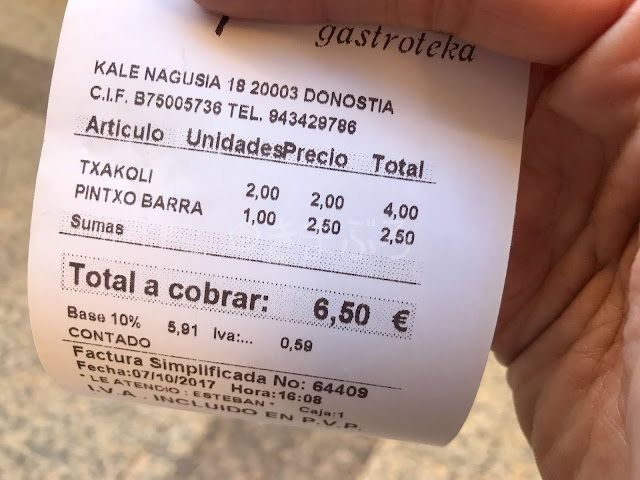 gastroteka
KALE NAGUSIA 18 20003 DONOSTIA
C.I.F. B75005736 TEL. 943429786
Articulo Unidades Precio Total
TXAKOLI 2,00 2,00 4,00
PINTXO BARRA 1,00 2,50 2,50
Sumas
Total a cobrar: 6,50 €
Base 10% 5,91 Iva:... 0,59
CONTADO
Factura Simplificada No: 64409
Fecha:07/10/2017 Hora:16:08
* LE ATENDIO : ESTEBAN * Caja:1
I.V.A. INCLUIDO EN P.V.P.